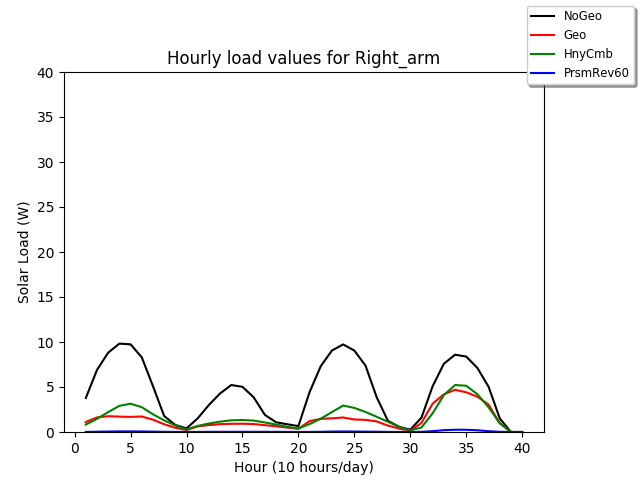 NoGeo
Geo
HnyCmb
PrsmRev60
Hourly load values for Right_arm
40
35
30
25
20
15
10
5
0
Solar Load (W)
0 5 10 15 20 25 30 35 40
Hour (10 hours/day)